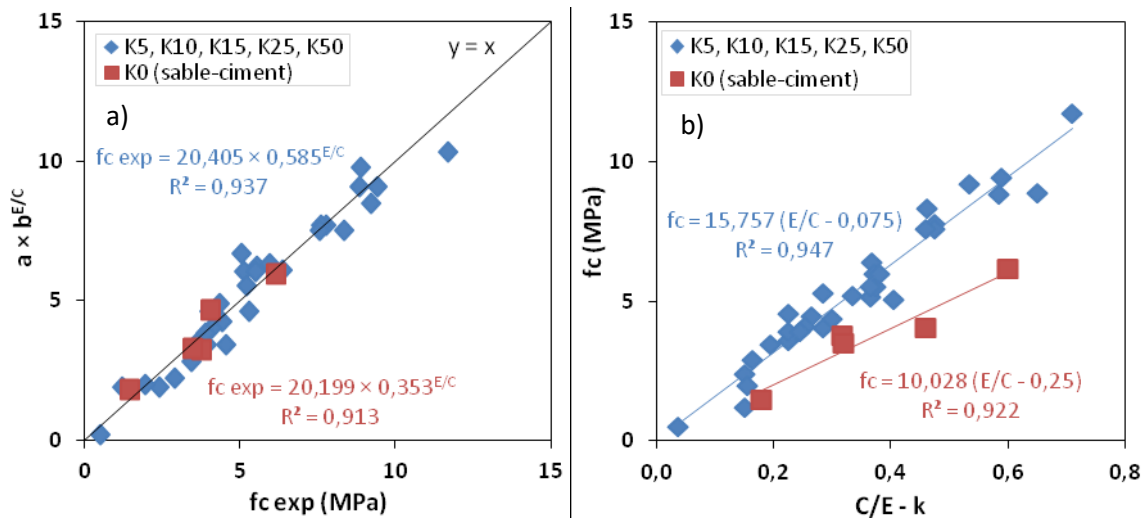 K5, K10, K15, K25, K50
K0 (sable-ciment)
y = x
a)
fc exp = 20,405 × 0,585^E/C
R² = 0,937
fc exp = 20,199 × 0,353^E/C
R² = 0,913
a × b^E/C
15
10
5
0
0
5
10
15
fc exp (MPa)
K5, K10, K15, K25, K50
K0 (sable-ciment)
b)
fc = 15,757 (E/C - 0,075)
R² = 0,947
fc = 10,028 (E/C - 0,25)
R² = 0,922
fc (MPa)
15
10
5
0
0,0
0,2
0,4
0,6
0,8
C/E - k